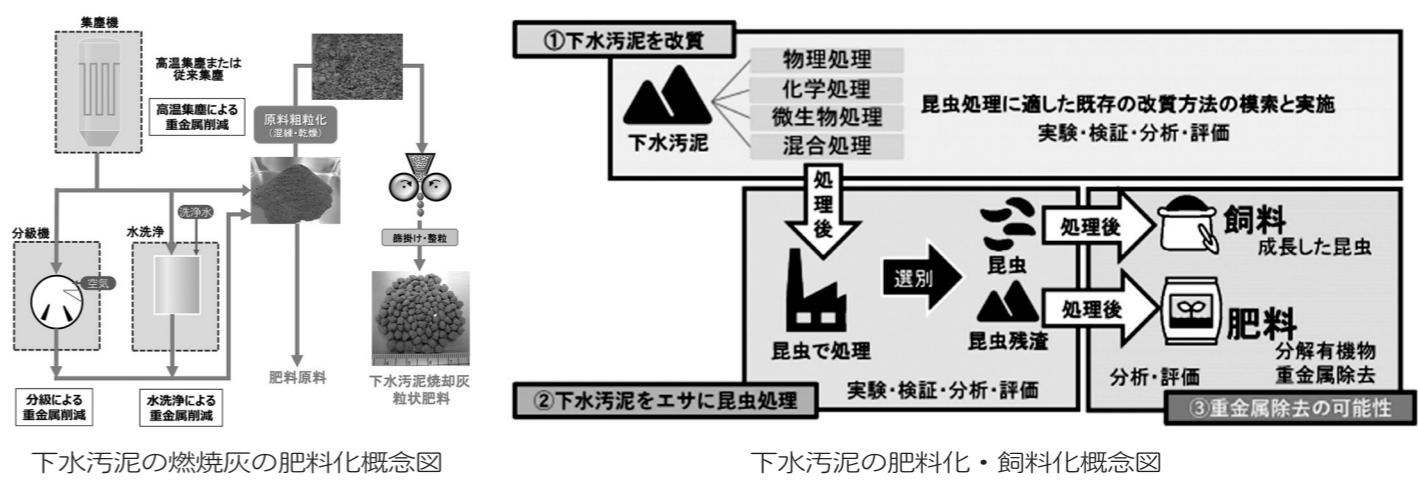 集塵機
高温集塵または
従来集塵
高温集塵による
重金属削減
原料粗粒化
(混練・乾燥)
洗浄水
分級機
水洗浄
空気
篩掛け・整粒
肥料原料
下水汚泥焼却灰
粒状肥料
分級による
重金属削減
水洗浄による
重金属削減
下水汚泥の燃焼灰の肥料化概念図
①下水汚泥を改質
下水汚泥
物理処理
化学処理
微生物処理
混合処理
昆虫処理に適した既存の改質方法の模索と実施
実験・検証・分析・評価
処理後
昆虫で処理
選別
昆虫
昆虫残渣
処理後
処理後
飼料
成長した昆虫
肥料
分解有機物
重金属除去
分析・評価
実験・検証・分析・評価
②下水汚泥をエサに昆虫処理
③重金属除去の可能性
下水汚泥の肥料化・飼料化概念図